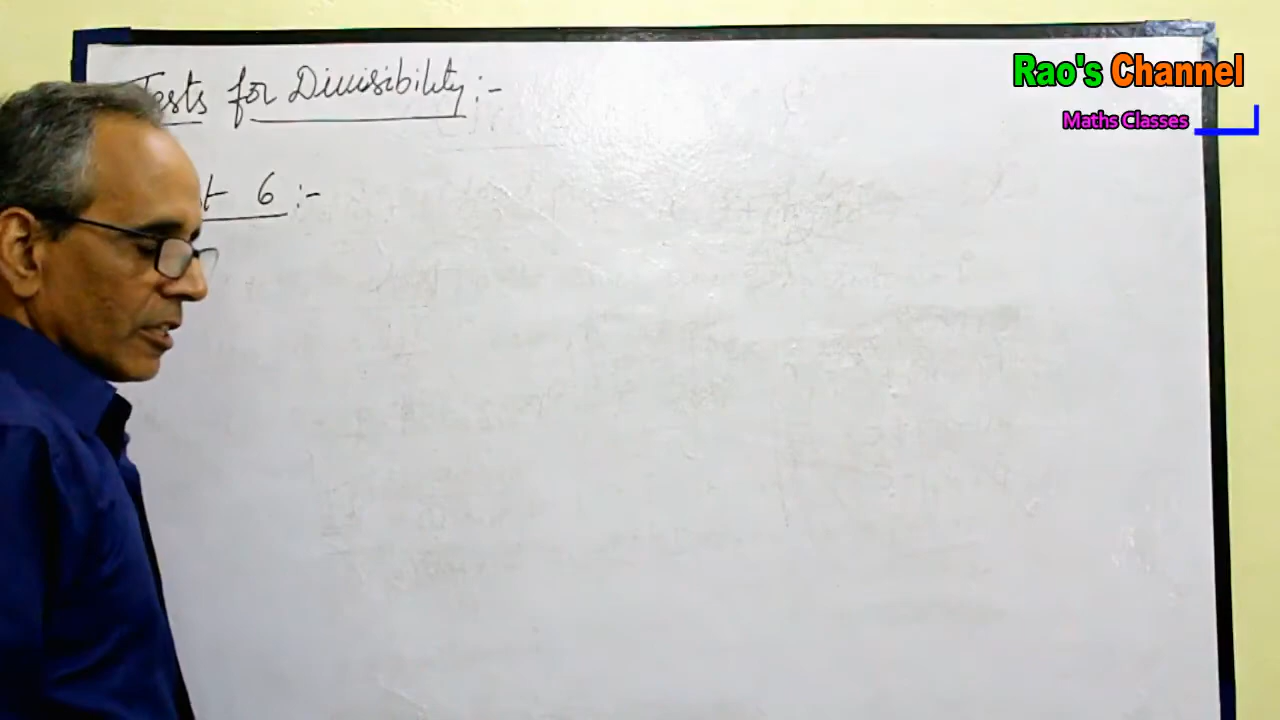 Tests for Divisibility :-
6 :-
Rao's Channel
Maths Classes